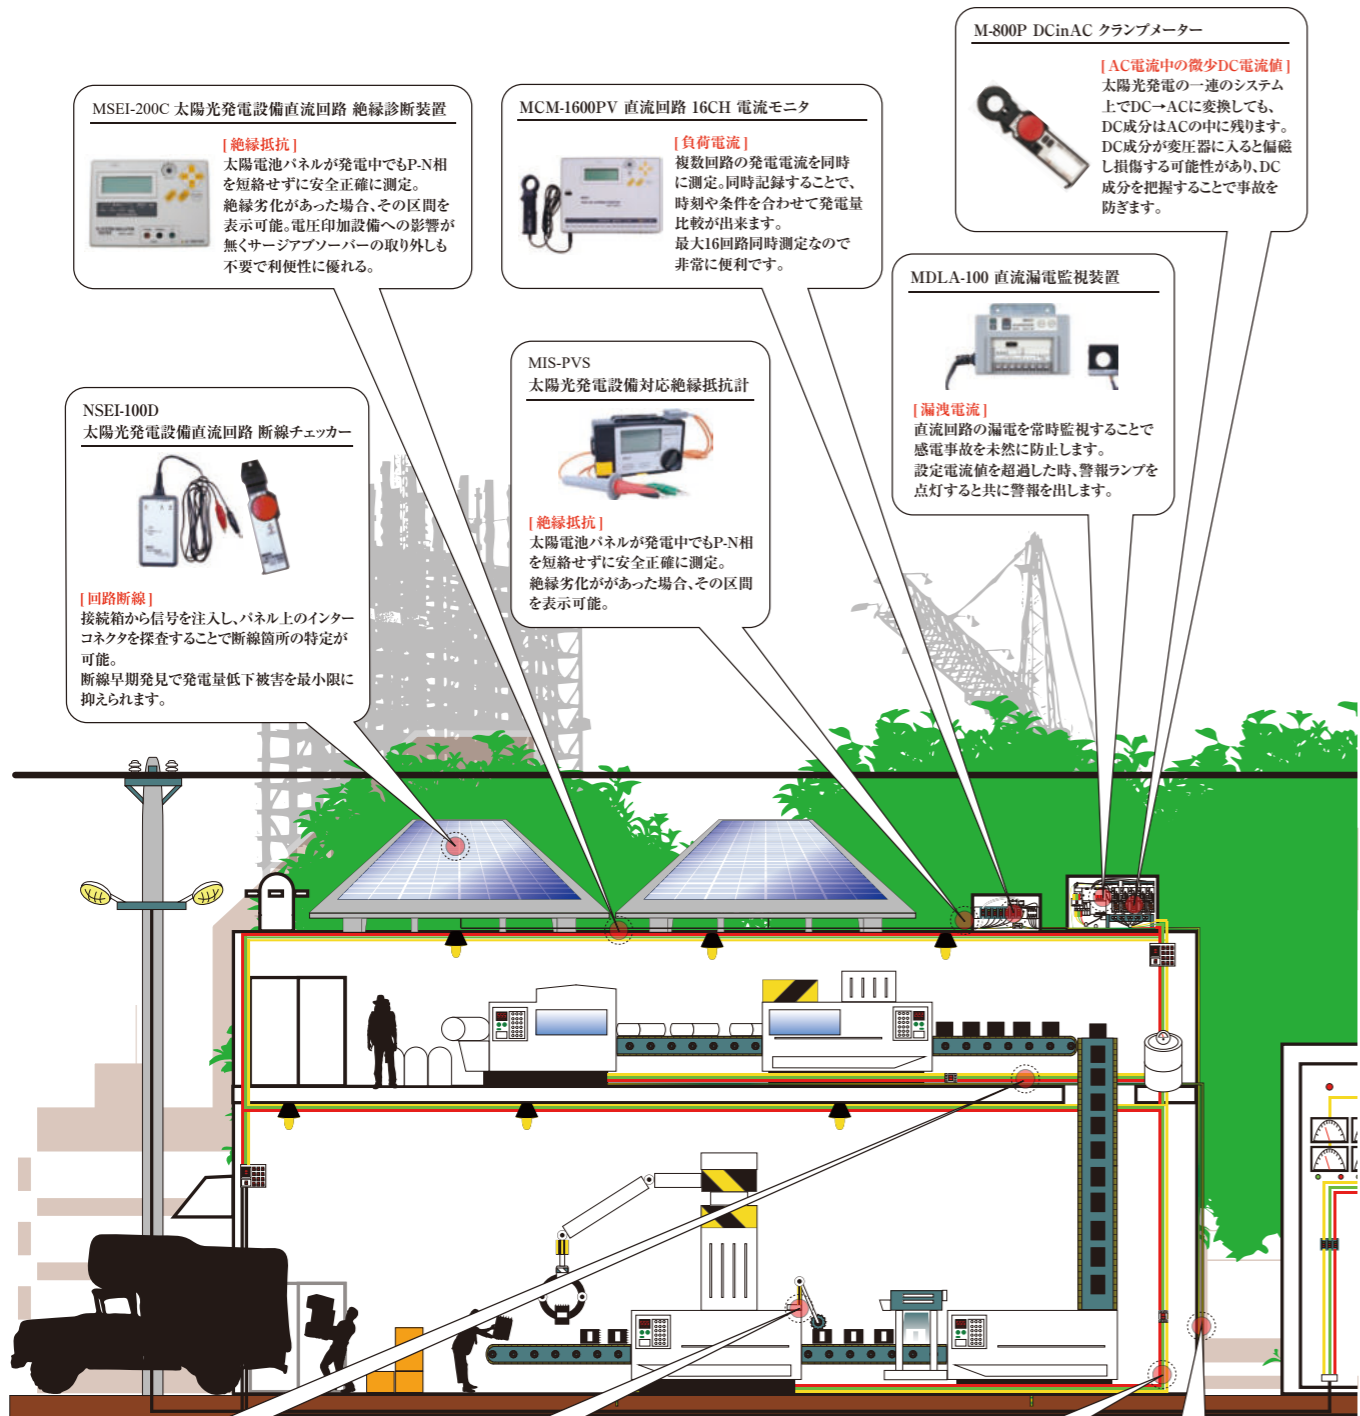 M-800P DCinAC クランプメーター
[ AC電流中の微少DC電流値 ]
太陽光発電の一連のシステム
上でDC→ACに変換しても、
DC成分はACの中に残ります。
DC成分が変圧器に入ると偏磁
し損傷する可能性があり、DC
成分を把握することで事故を
防ぎます。
MSEI-200C 太陽光発電設備直流回路 絶縁診断装置
[ 絶縁抵抗 ]
太陽電池パネルが発電中でもP-N相
を短絡せずに安全正確に測定。
絶縁劣化があった場合、その区間を
表示可能。電圧印加設備への影響が
無くサージアブソーバーの取り外しも
不要で利便性に優れる。
MCM-1600PV 直流回路 16CH 電流モニタ
[ 負荷電流 ]
複数回路の発電電流を同時
に測定。同時記録することで、
時刻や条件を合わせて発電量
比較が出来ます。
最大16回路同時測定なので
非常に便利です。
MDLA-100 直流漏電監視装置
[ 漏洩電流 ]
直流回路の漏電を常時監視することで
感電事故を未然に防止します。
設定電流値を超過した時、警報ランプを
点灯すると共に警報を出します。
MIS-PVS
太陽光発電設備対応絶縁抵抗計
[ 絶縁抵抗 ]
太陽電池パネルが発電中でもP-N相
を短絡せずに安全正確に測定。
絶縁劣化ががあった場合、その区間
を表示可能。
NSEI-100D
太陽光発電設備直流回路 断線チェッカー
[ 回路断線 ]
接続箱から信号を注入し、パネル上のインター
コネクタを探査することで断線箇所の特定が
可能。
断線早期発見で発電量低下被害を最小限に
抑えられます。